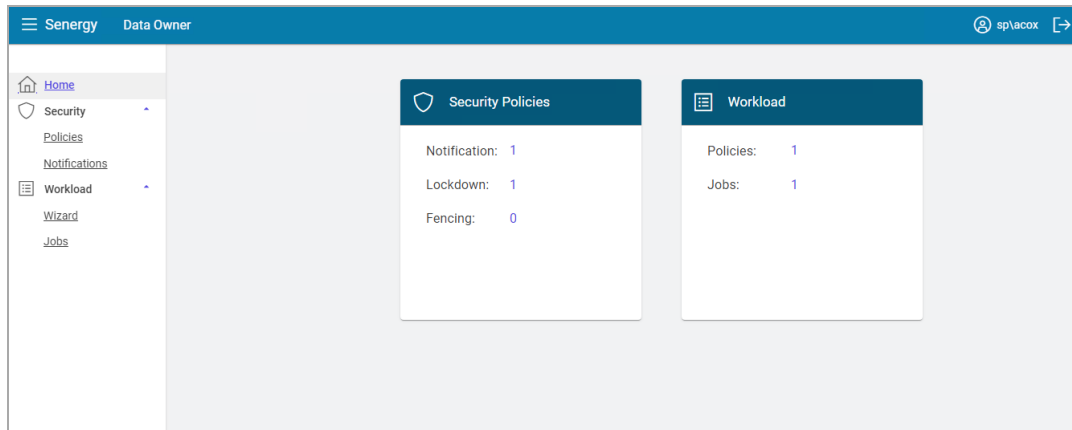 Senergy Data Owner sp\acox
Home
Security
Policies
Notifications
Workload
Wizard
Jobs
Security Policies
Notification: 1
Lockdown: 1
Fencing: 0
Workload
Policies: 1
Jobs: 1